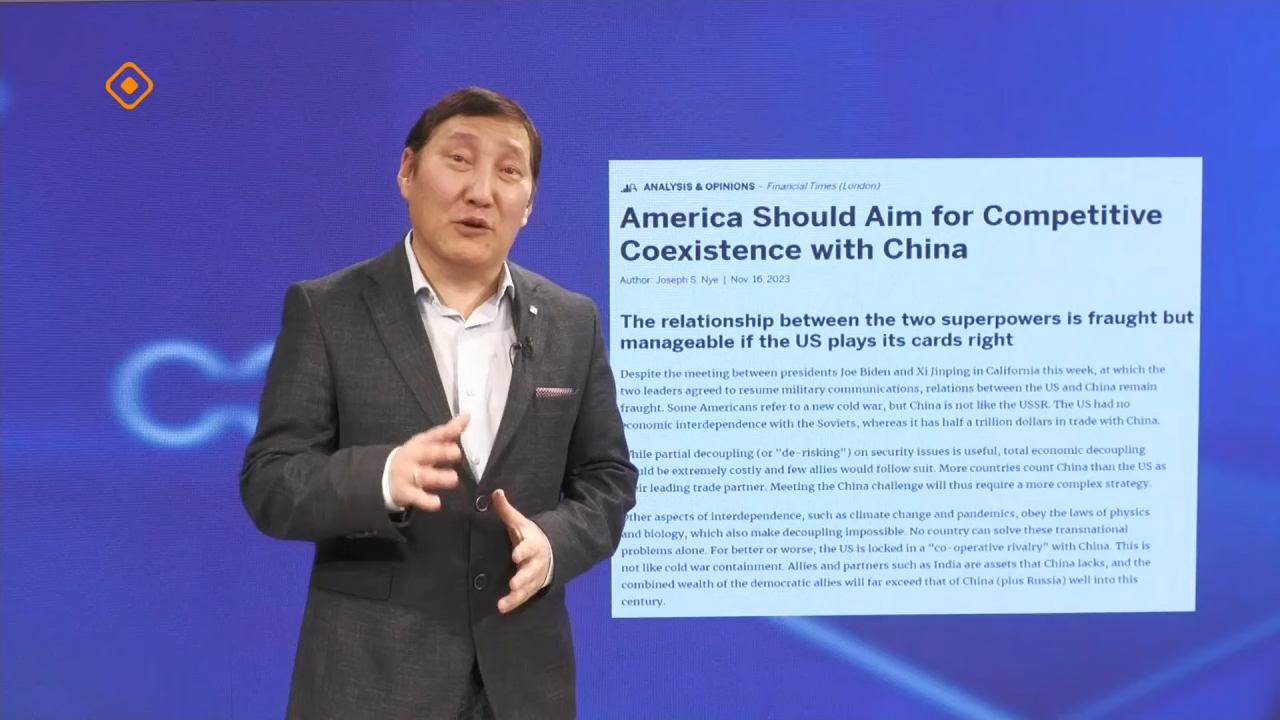 ANALYSIS & OPINIONS - Financial Times (London)
America Should Aim for Competitive
Coexistence with China
Author: Joseph S. Nye | Nov. 16, 2023
The relationship between the two superpowers is fraught but
manageable if the US plays its cards right
Despite the meeting between presidents Joe Biden and Xi Jinping in California this week, at which the
two leaders agreed to resume military communications, relations between the US and China remain
fraught. Some Americans refer to a new cold war, but China is not like the USSR. The US had no
economic interdependence with the Soviets, whereas it has half a trillion dollars in trade with China.
While partial decoupling (or "de-risking") on security issues is useful, total economic decoupling
be extremely costly and few allies would follow suit. More countries count China than the US as
their leading trade partner. Meeting the China challenge will thus require a more complex strategy.
Other aspects of interdependence, such as climate change and pandemics, obey the laws of physics
and biology, which also make decoupling impossible. No country can solve these transnational
problems alone. For better or worse, the US is locked in a "co-operative rivalry" with China. This is
not like cold war containment. Allies and partners such as India are assets that China lacks, and the
combined wealth of the democratic allies will far exceed that of China (plus Russia) well into this
century.